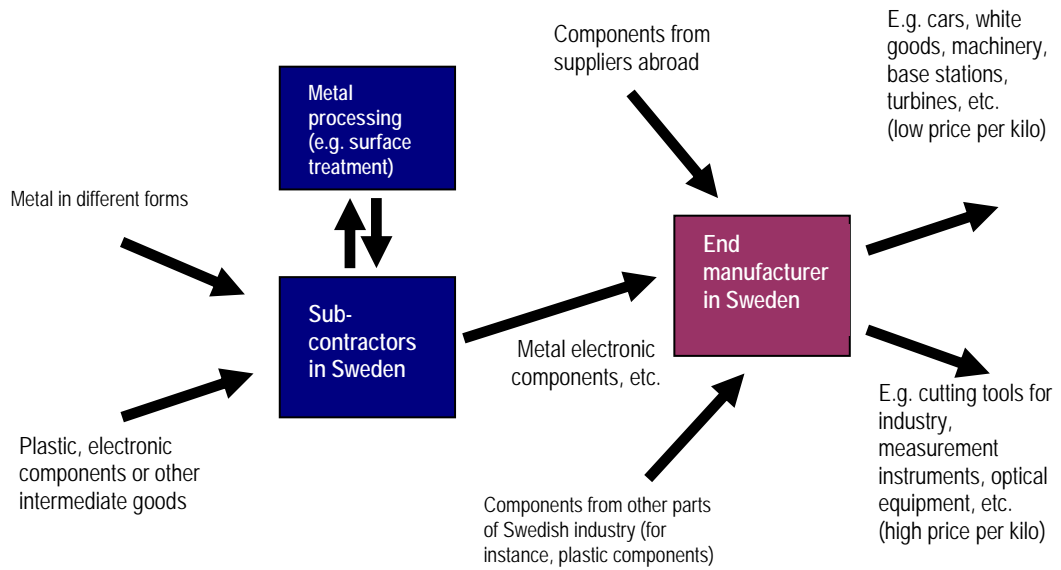 Metal in different forms
Plastic, electronic
components or other
intermediate goods
Metal
processing
(e.g. surface
treatment)
Sub-
contractors
in Sweden
Metal electronic
components, etc.
Components from
suppliers abroad
End
manufacturer
in Sweden
Components from other parts
of Swedish industry (for
instance, plastic components)
E.g. cars, white
goods, machinery,
base stations,
turbines, etc.
(low price per kilo)
E.g. cutting tools for
industry,
measurement
instruments, optical
equipment, etc.
(high price per kilo)